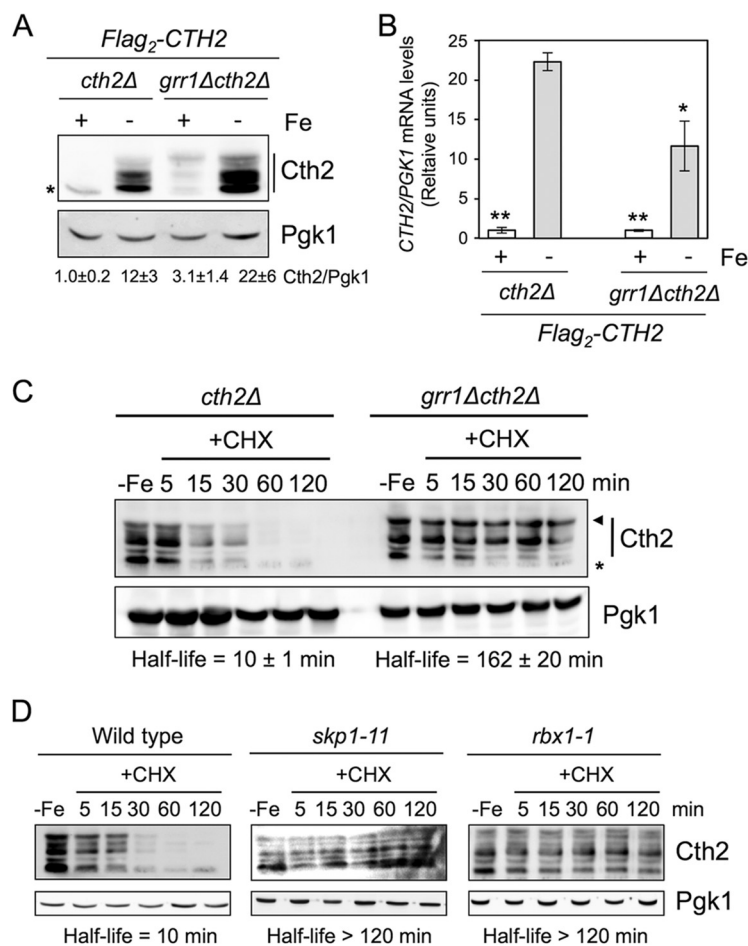 A
Flag2-CTH2
cth2Δ grr1Δcth2Δ
+ - + - Fe
Cth2
*
Pgk1
1.0±0.2 12±3 3.1±1.4 22±6 Cth2/Pgk1
B
CTH2/PGK1 mRNA levels
(Reltaive units)
25
20
15
10
5
0
** ** *
+ - + - Fe
cth2Δ grr1Δcth2Δ
Flag2-CTH2
C
cth2Δ grr1Δcth2Δ
+CHX +CHX
-Fe 5 15 30 60 120 -Fe 5 15 30 60 120 min
◄
Cth2
*
Pgk1
Half-life = 10 ± 1 min Half-life = 162 ± 20 min
D
Wild type skp1-11 rbx1-1
+CHX +CHX +CHX
-Fe 5 15 30 60 120 -Fe 5 15 30 60 120 -Fe 5 15 30 60 120 min
Cth2
Pgk1
Half-life = 10 min Half-life > 120 min Half-life > 120 min